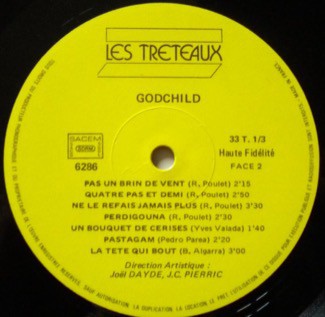 LES TRETEAUX
GODCHILD
SACEM
6286
33 T. 1/3
Haute Fidélité
FACE 2
PAS UN BRIN DE VENT (R. Poulet) 2'15
QUATRE PAS ET DEMI (R. Poulet) 2'50
NE LE REFAIS JAMAIS PLUS (R. Poulet) 3'30
PERDIGOUNA (R. Poulet) 2'30
UN BOUQUET DE CERISES (Yves Valada) 1'40
PASTAGAM (Pedro Parea) 2'20
LA TETE QUI BOUT (B. Algarra) 3'00
Direction Artistique :
Joël DAYDE, J.C. PIERRIC